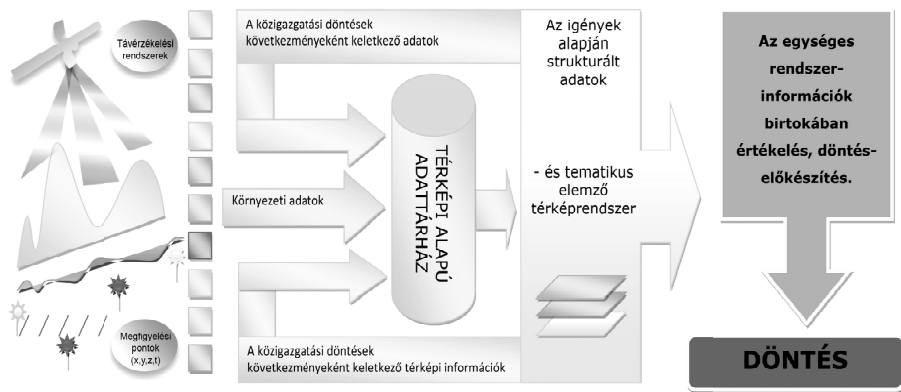 Távérzékelési
rendszerek
Megfigyelési
pontok
(x,y,z,t)
A közigazgatási döntések
következményeként keletkező adatok
Környezeti adatok
A közigazgatási döntések
következményeként keletkező térképi információk
TÉRKÉPI ALAPÚ
ADATTÁRHÁZ
Az igények
alapján
strukturált
adatok
- és tematikus
elemző
térképrendszer
Az egységes
rendszer-
információk
birtokában
értékelés, döntés-
előkészítés.
DÖNTÉS